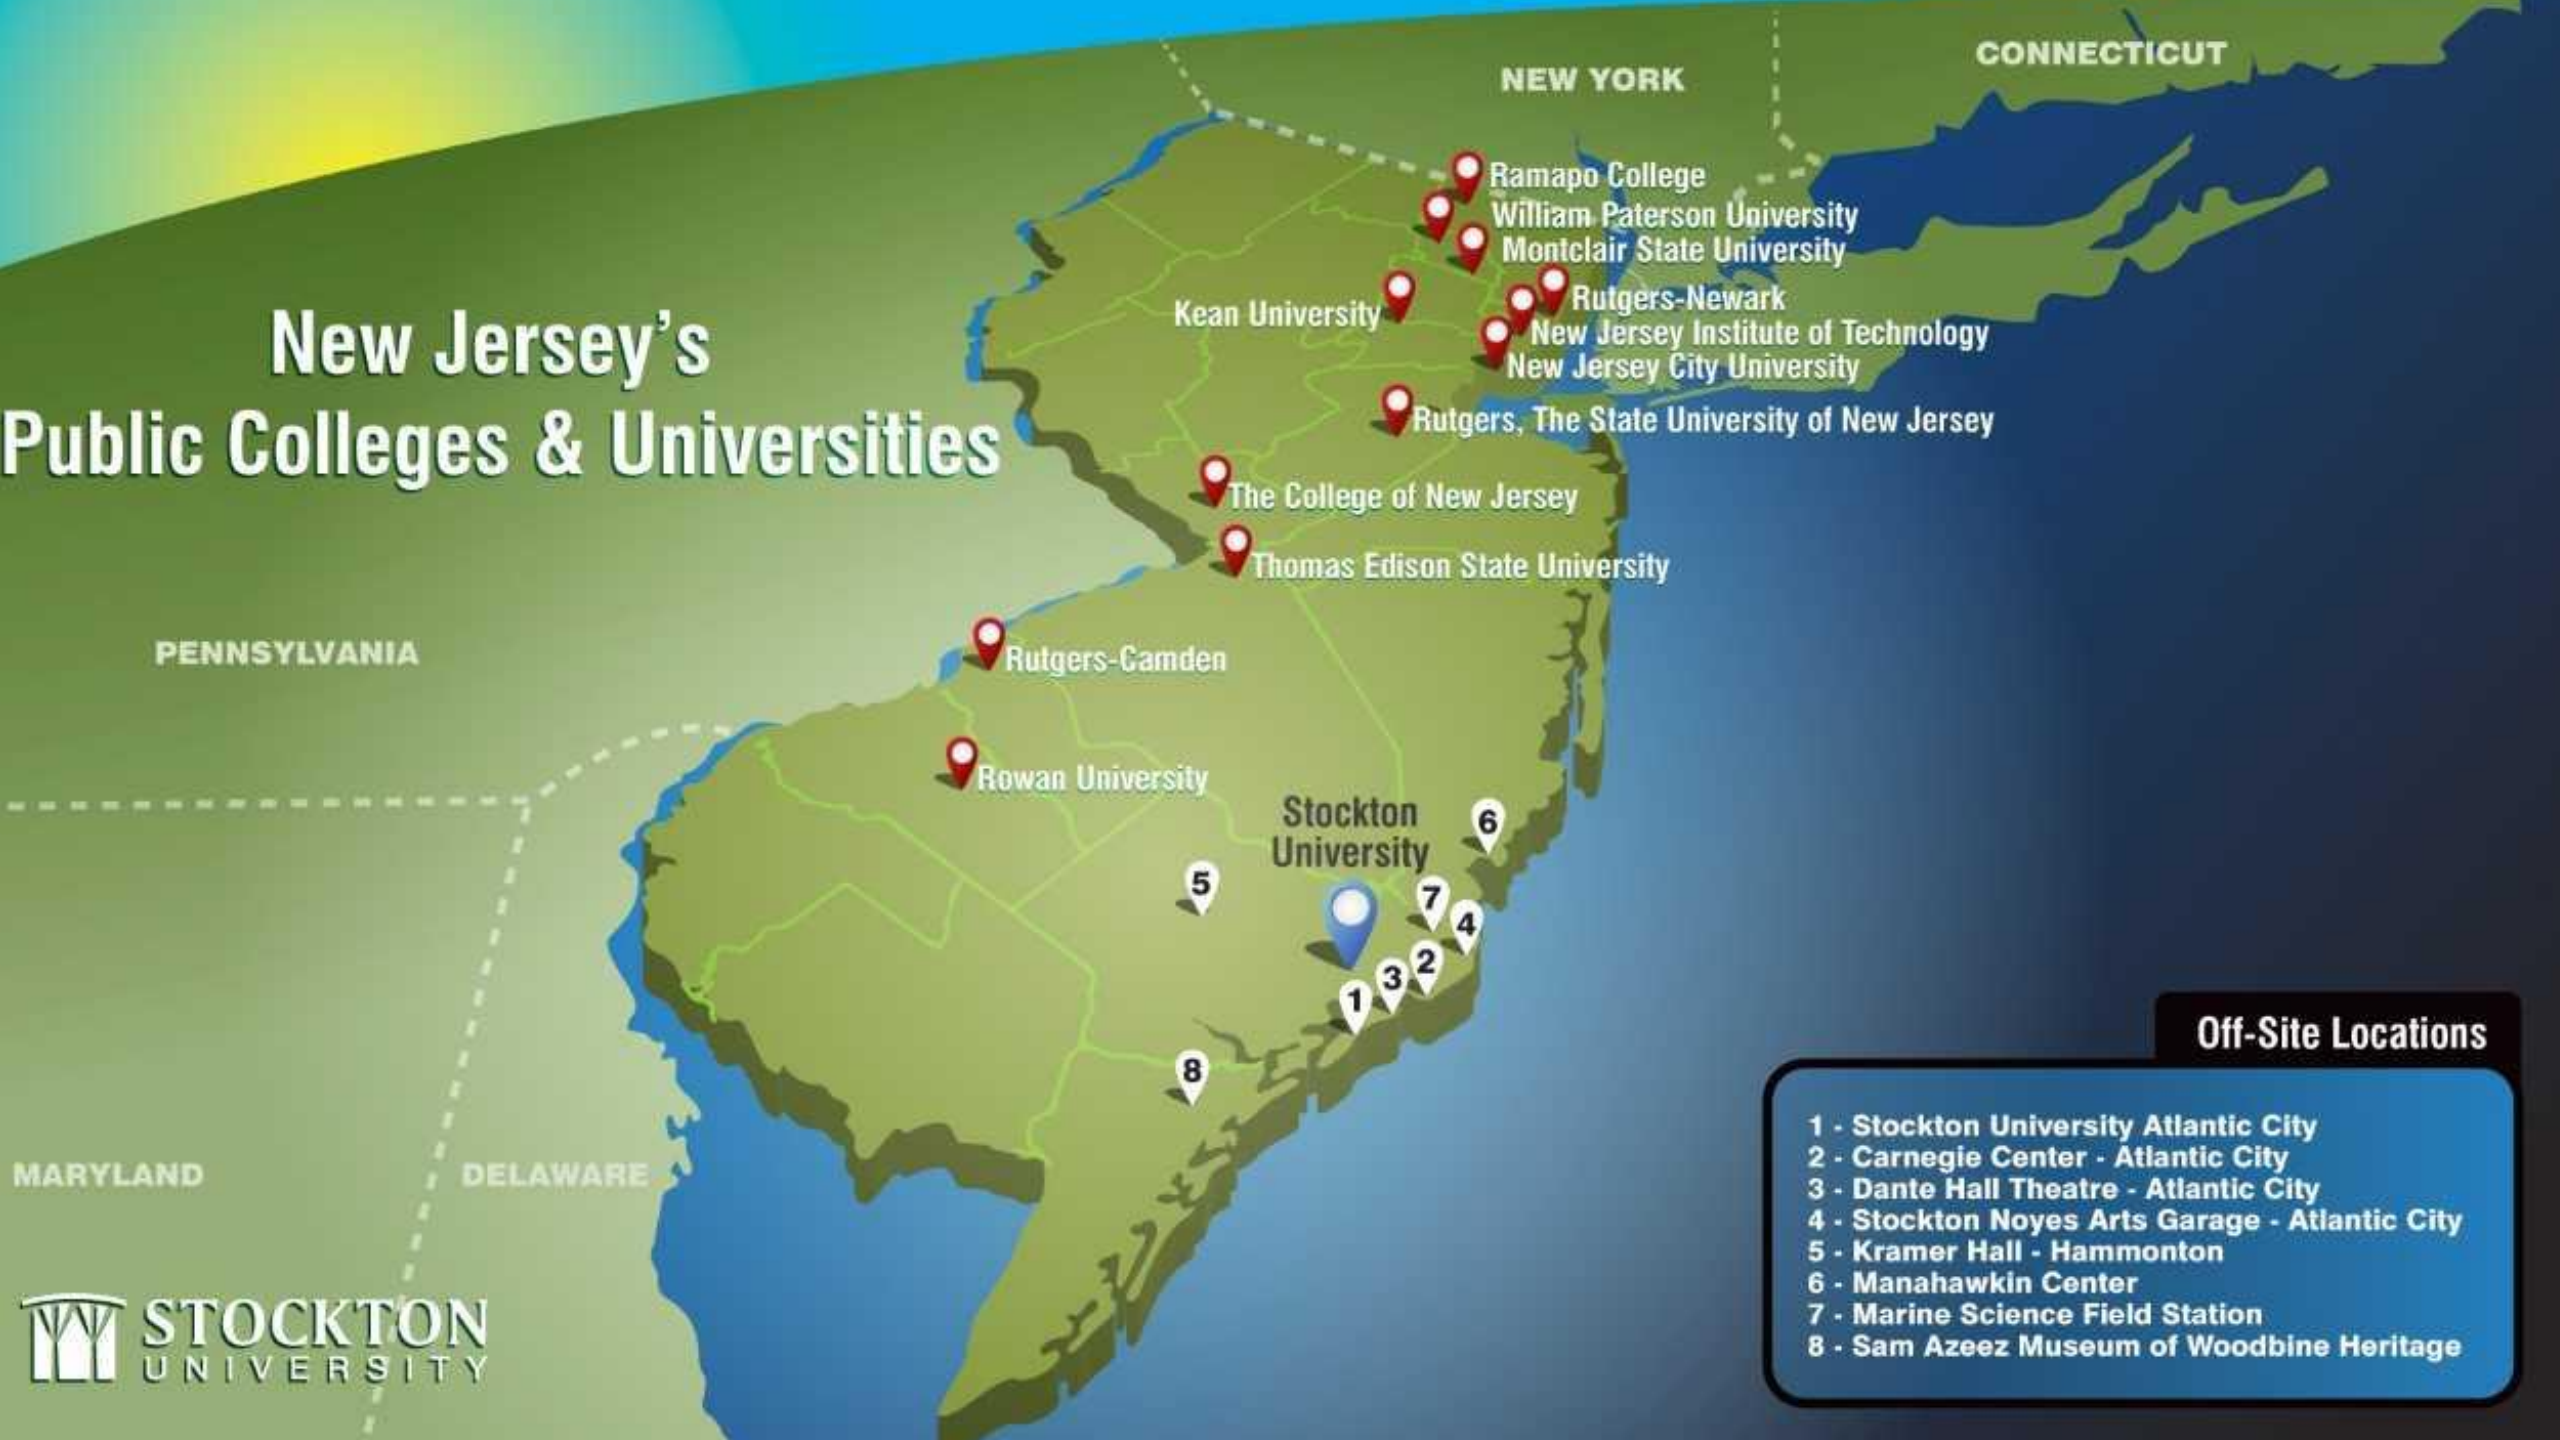 CONNECTICUT
NEW YORK
Ramapo College
William Paterson University
Montclair State University
Kean University
Rutgers-Newark
New Jersey Institute of Technology
New Jersey City University
New Jersey's
Public Colleges & Universities
Rutgers, The State University of New Jersey
The College of New Jersey
Thomas Edison State University
PENNSYLVANIA
Rutgers-Camden
Rowan University
Stockton
University
6
5
7
4
2
3
1
8
MARYLAND
DELAWARE
Off-Site Locations
1 - Stockton University Atlantic City
2 - Carnegie Center - Atlantic City
3 - Dante Hall Theatre - Atlantic City
4 - Stockton Noyes Arts Garage - Atlantic City
5 - Kramer Hall - Hammonton
6 - Manahawkin Center
7 - Marine Science Field Station
8 - Sam Azeez Museum of Woodbine Heritage
STOCKTON
UNIVERSITY